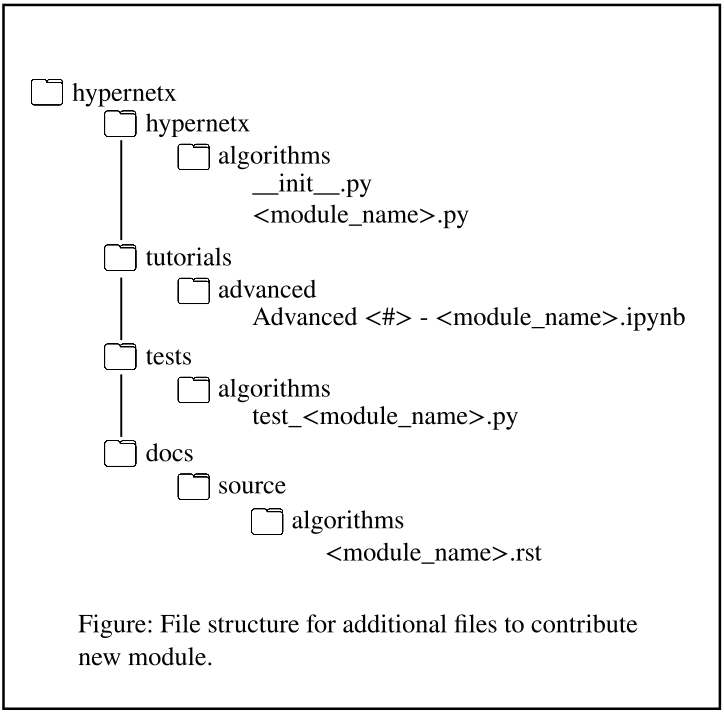 hypernetx
hypernetx
algorithms
__init__.py
<module_name>.py
tutorials
advanced
Advanced <#> - <module_name>.ipynb
tests
algorithms
test_<module_name>.py
docs
source
algorithms
<module_name>.rst
Figure: File structure for additional files to contribute
new module.